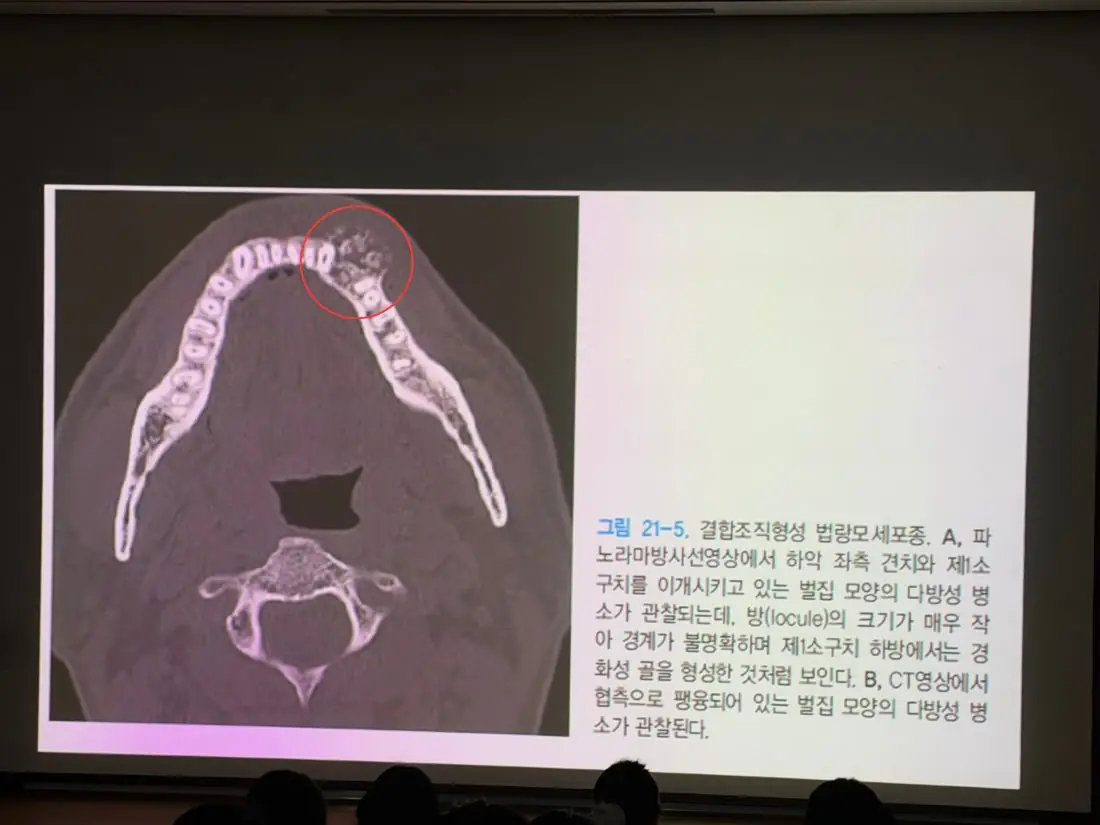 그림 21-5. 결합조직형성 법랑모세포종. A, 파
노라마방사선영상에서 하악 좌측 견치와 제1소
구치를 이개시키고 있는 벌집 모양의 다방성 병
소가 관찰되는데, 방(locule)의 크기가 매우 작
아 경계가 불명확하며 제1소구치 하방에서는 경
화성 골을 형성한 것처럼 보인다. B, CT영상에서
협측으로 팽융되어 있는 벌집 모양의 다방성 병
소가 관찰된다.